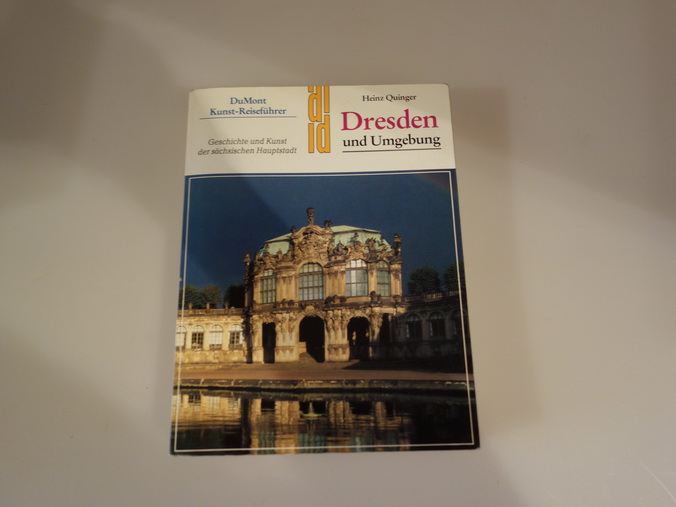 DuMont
Kunst-Reiseführer
Geschichte und Kunst
der sächsischen Hauptstadt
Heinz Quinger
Dresden
und Umgebung